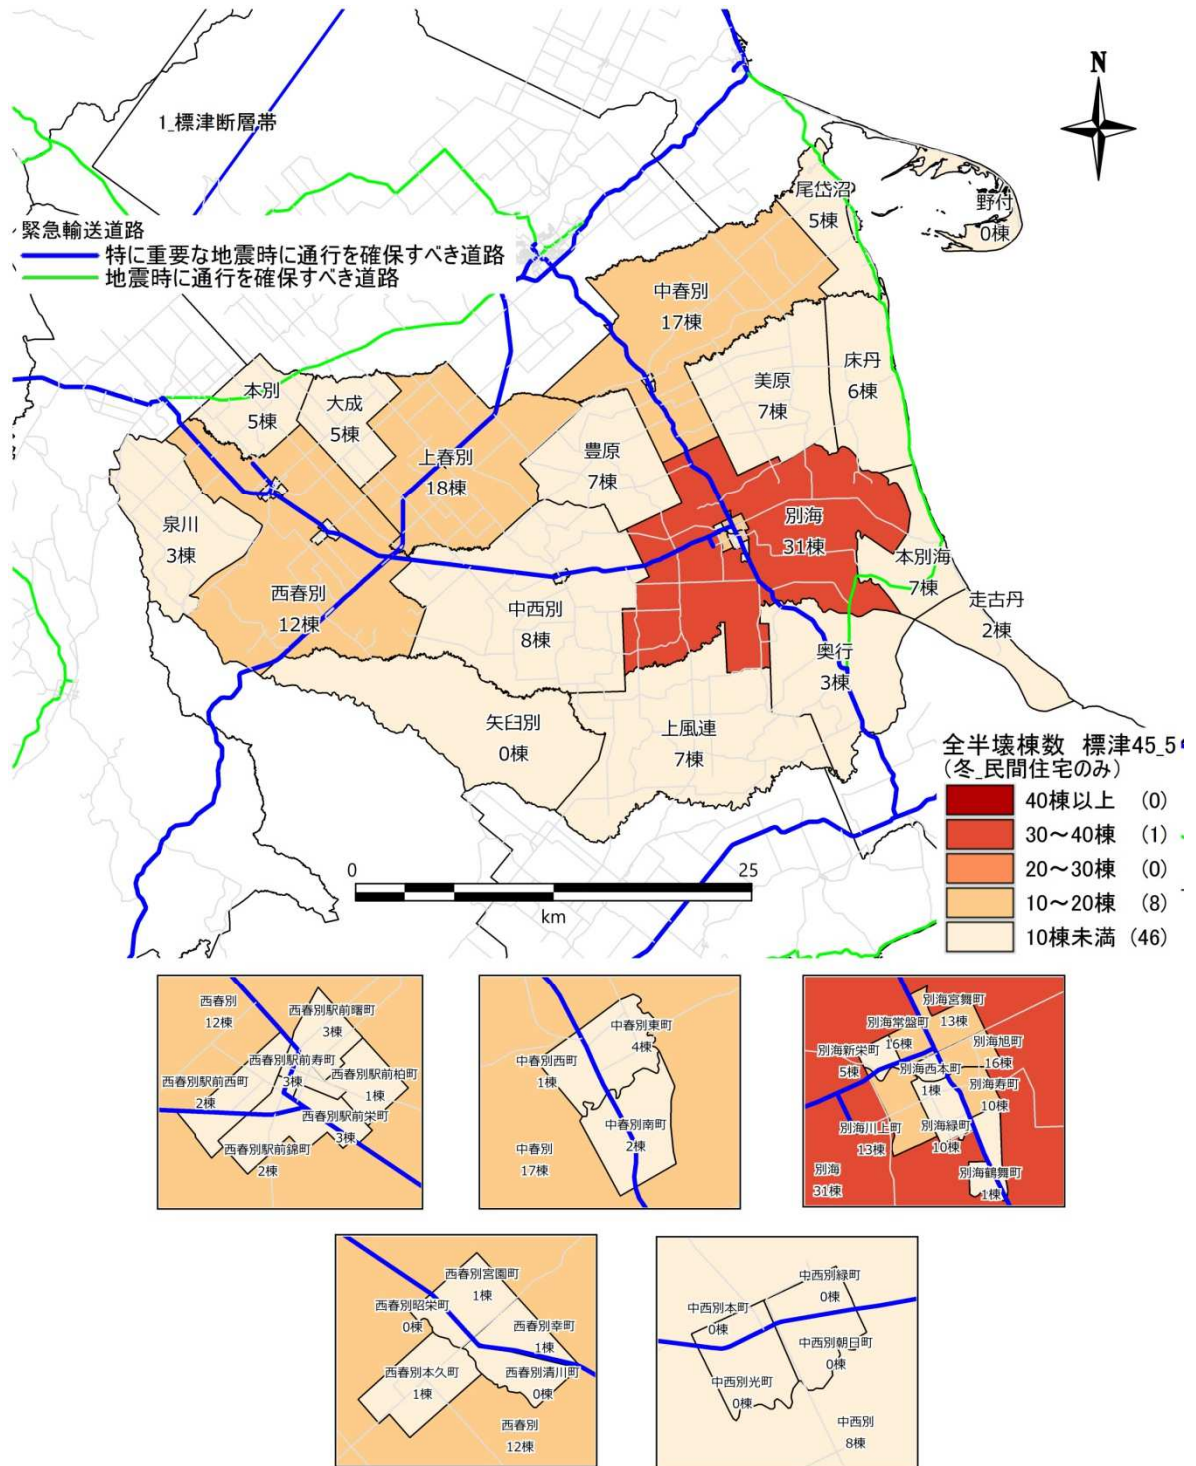 N
1_標津断層帯
緊急輸送道路
特に重要な地震時に通行を確保すべき道路
地震時に通行を確保すべき道路
尾岱沼
5棟
野付
0棟
中春別
17棟
床丹
6棟
美原
7棟
本別
5棟
大成
5棟
上春別
18棟
豊原
7棟
別海
31棟
泉川
3棟
本別海
7棟
西春別
12棟
中西別
8棟
走古丹
2棟
奥行
3棟
矢臼別
0棟
上風連
7棟
全半壊棟数 標津45_5
(冬_民間住宅のみ)
40棟以上 (0)
30～40棟 (1)
20～30棟 (0)
10～20棟 (8)
10棟未満 (46)
0 25
km
西春別
12棟
西春別駅前曙町
3棟
西春別駅前寿町
3棟
西春別駅前柏町
1棟
西春別駅前西町
2棟
西春別駅前栄町
3棟
西春別駅前錦町
2棟
中春別東町
4棟
中春別西町
1棟
中春別南町
2棟
中春別
17棟
別海宮舞町
13棟
別海常盤町
16棟
別海旭町
16棟
別海新栄町
5棟
別海西本町
1棟
別海寿町
10棟
別海川上町
13棟
別海緑町
10棟
別海
31棟
別海鶴舞町
1棟
西春別宮園町
1棟
西春別昭栄町
0棟
西春別幸町
1棟
西春別本久町
1棟
西春別清川町
0棟
西春別
12棟
中西別緑町
0棟
中西別本町
0棟
中西別朝日町
0棟
中西別光町
0棟
中西別
8棟